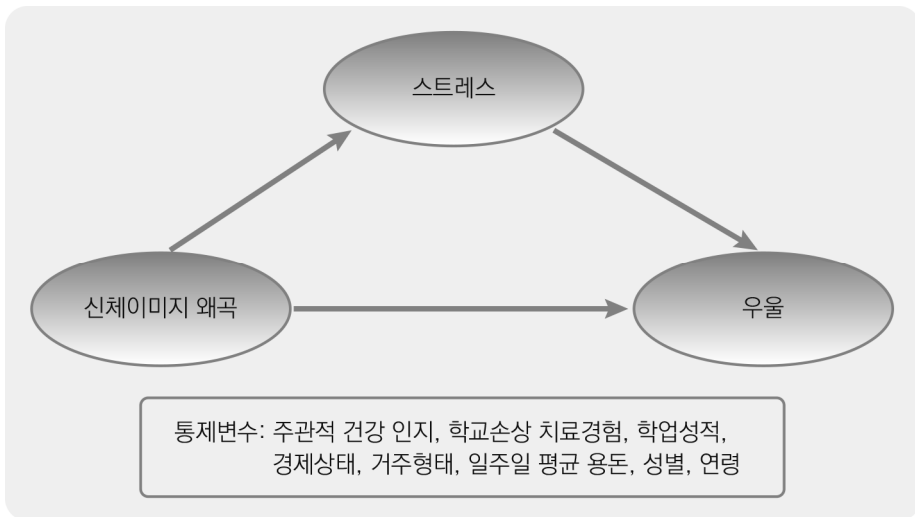 스트레스
신체이미지 왜곡
우울
통제변수: 주관적 건강 인지, 학교손상 치료경험, 학업성적,
경제상태, 거주형태, 일주일 평균 용돈, 성별, 연령